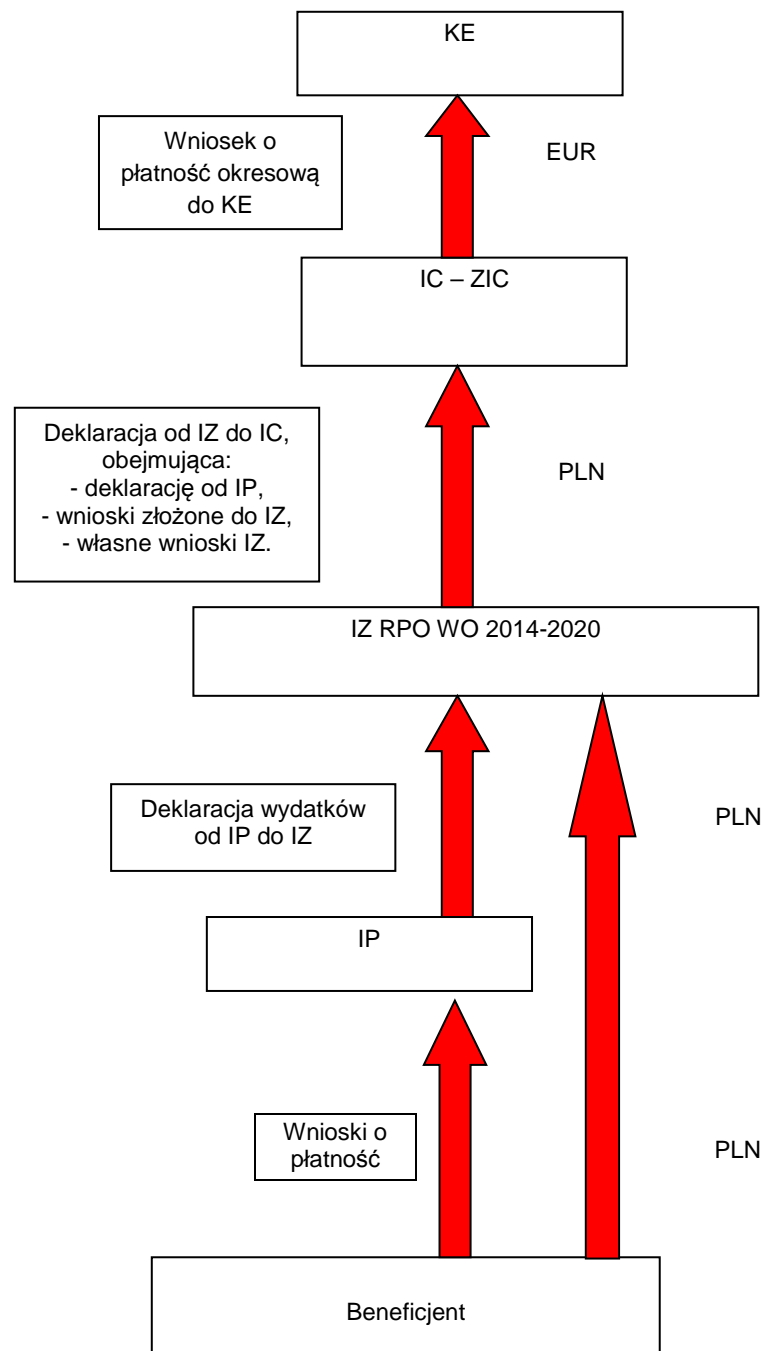 KE
Wniosek o
płatność okresową
do KE
EUR
IC – ZIC
Deklaracja od IZ do IC,
obejmująca:
- deklarację od IP,
- wnioski złożone do IZ,
- własne wnioski IZ.
PLN
IZ RPO WO 2014-2020
Deklaracja wydatków
od IP do IZ
PLN
IP
Wnioski o
płatność
PLN
Beneficjent